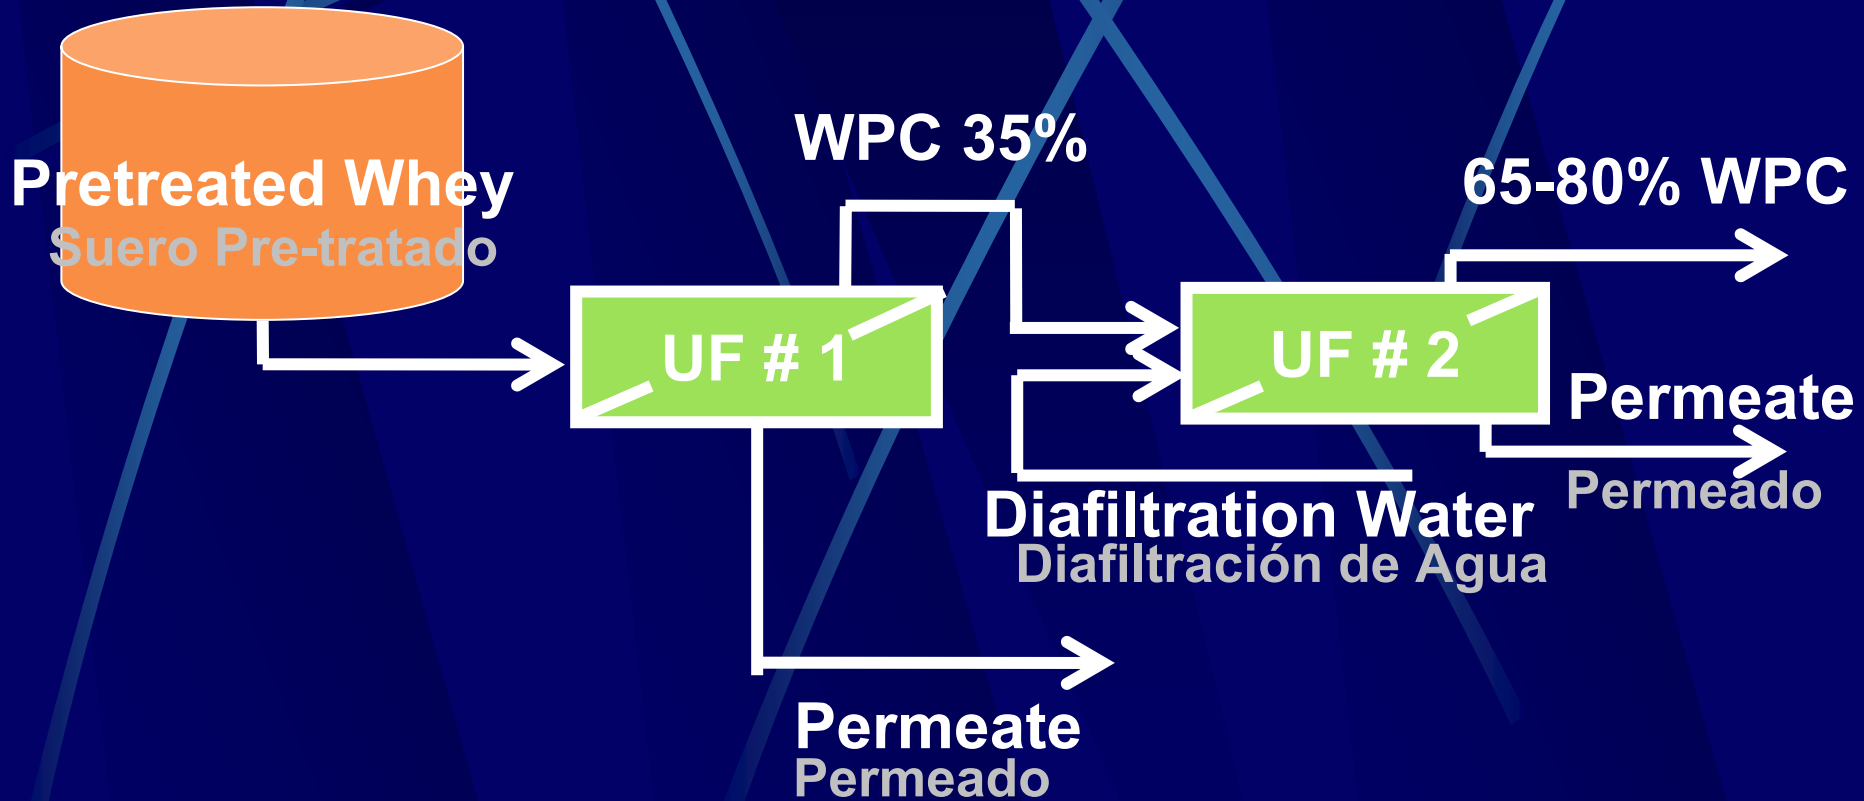 Pretreated Whey
Suero Pre-tratado
WPC 35%
65-80% WPC
UF # 1
UF # 2
Permeate
Permeado
Diafiltration Water
Diafiltración de Agua
Permeate
Permeado